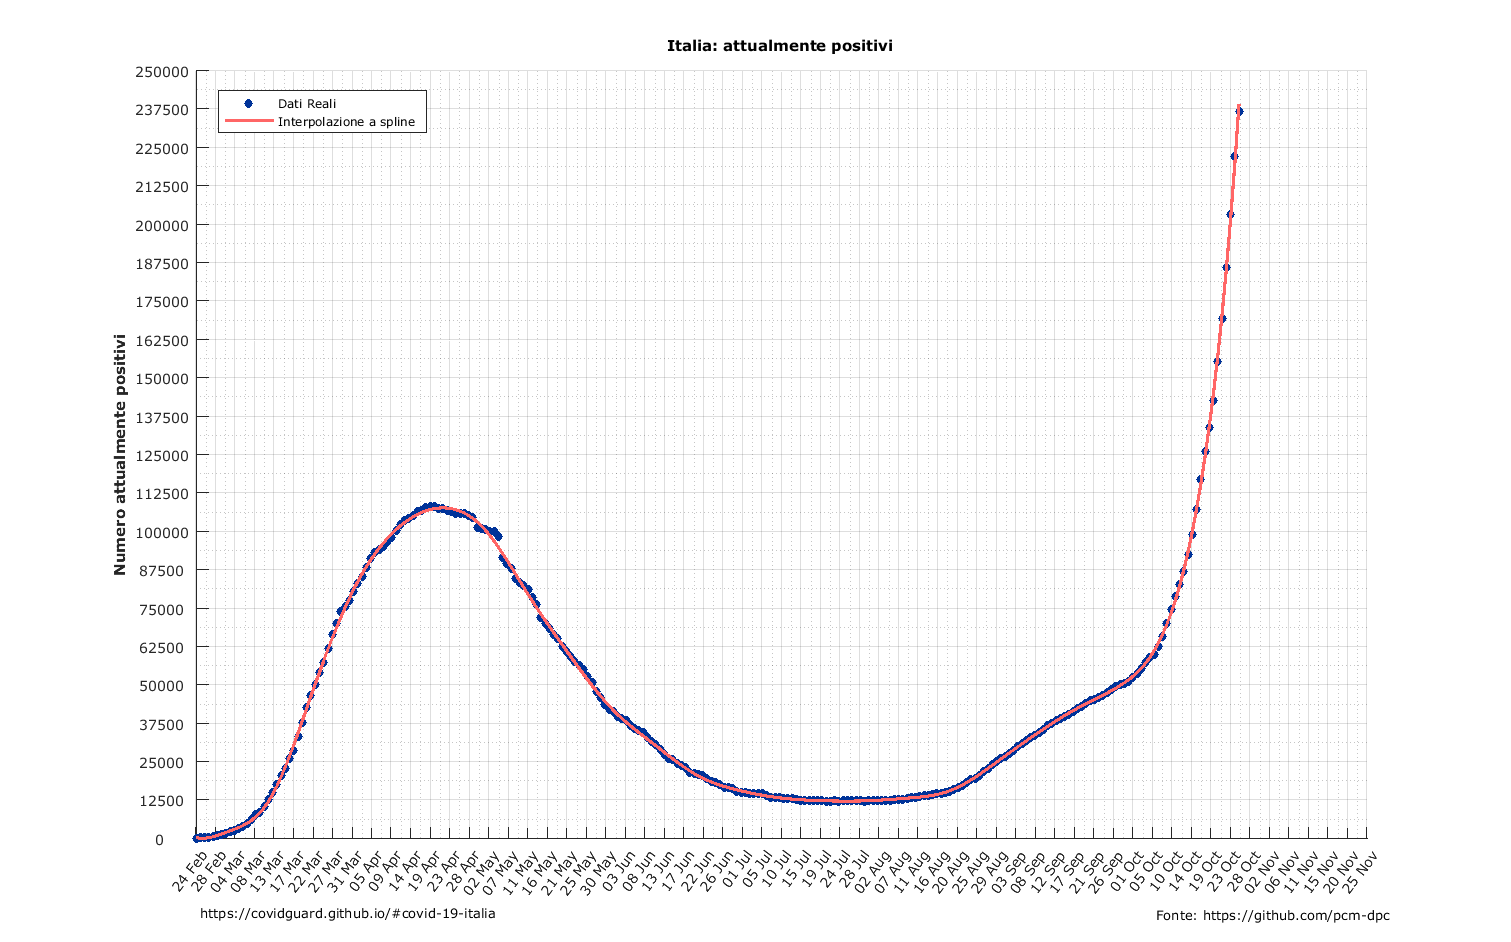 Italia: attualmente positivi
250000
237500
225000
212500
200000
187500
175000
162500
150000
137500
125000
112500
100000
87500
75000
62500
50000
37500
25000
12500
0
Numero attualmente positivi
Dati Reali
Interpolazione a spline
24 Feb
28 Feb
04 Mar
08 Mar
13 Mar
17 Mar
22 Mar
27 Mar
31 Mar
05 Apr
09 Apr
14 Apr
19 Apr
23 Apr
28 Apr
02 May
07 May
11 May
16 May
21 May
25 May
30 May
03 Jun
08 Jun
13 Jun
17 Jun
22 Jun
26 Jun
01 Jul
05 Jul
10 Jul
15 Jul
19 Jul
24 Jul
28 Jul
02 Aug
07 Aug
11 Aug
16 Aug
20 Aug
25 Aug
29 Aug
03 Sep
08 Sep
12 Sep
17 Sep
21 Sep
26 Sep
01 Oct
05 Oct
10 Oct
14 Oct
19 Oct
23 Oct
28 Oct
02 Nov
06 Nov
11 Nov
15 Nov
20 Nov
25 Nov
https://covidguard.github.io/#covid-19-italia
Fonte: https://github.com/pcm-dpc